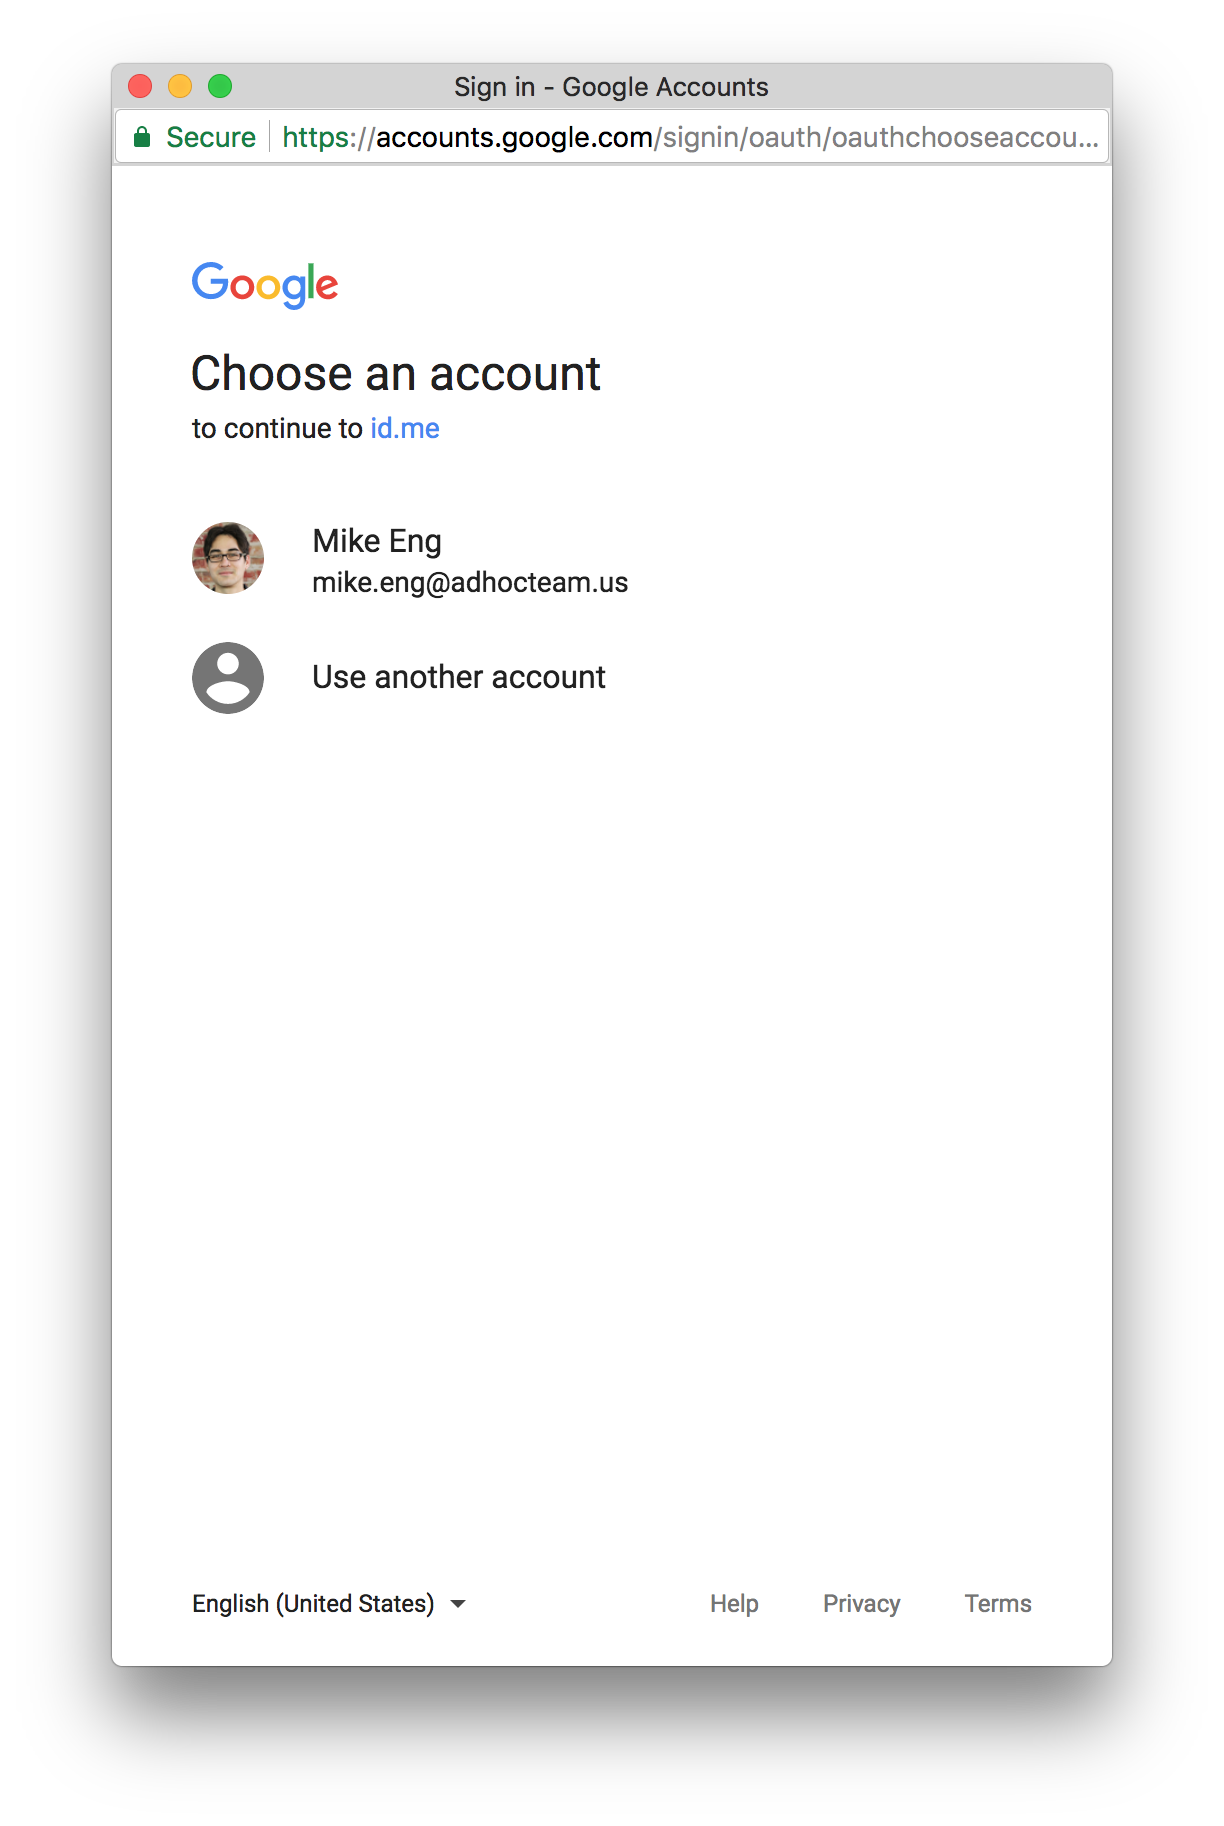 Sign in - Google Accounts
Secure https://accounts.google.com/signin/oauth/oauthchooseaccou...
Google
Choose an account
to continue to id.me
Mike Eng
mike.eng@adhocteam.us
Use another account
English (United States) Help Privacy Terms